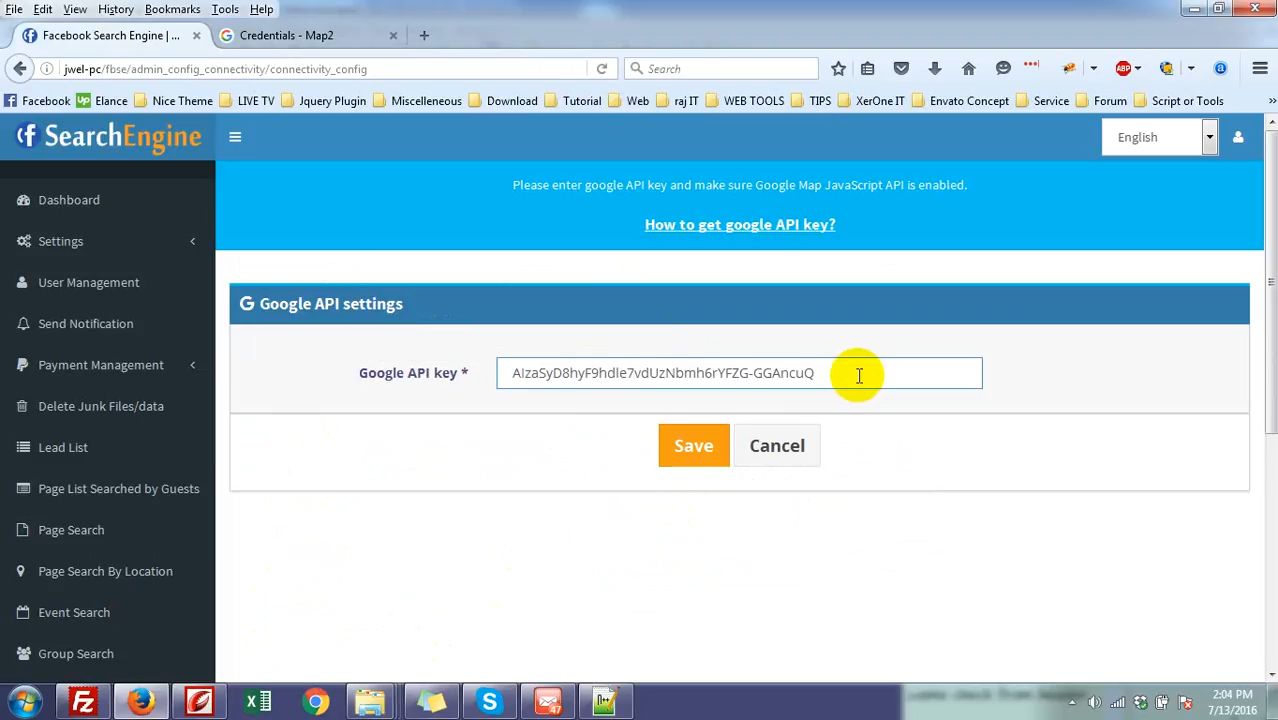 File Edit View History Bookmarks Tools Help
Facebook Search Engine | ... Credentials - Map2
jwel-pc/fbse/admin_config_connectivity/connectivity_config Search ABP
Facebook Up Elance Nice Theme LIVE TV Jquery Plugin Miscelleneous Download Tutorial Web raj IT WEB TOOLS TIPS XerOne IT Envato Concept Service Forum Script or Tools
f SearchEngine English
Please enter google API key and make sure Google Map JavaScript API is enabled.
How to get google API key?
Dashboard
Settings
User Management
Send Notification
Payment Management
Delete Junk Files/data
Lead List
Page List Searched by Guests
Page Search
Page Search By Location
Event Search
Group Search
G Google API settings
Google API key * AIzaSyD8hyF9hdle7vdUzNbmh6rYFZG-GGAncuQ
Save Cancel
2:04 PM
7/13/2016